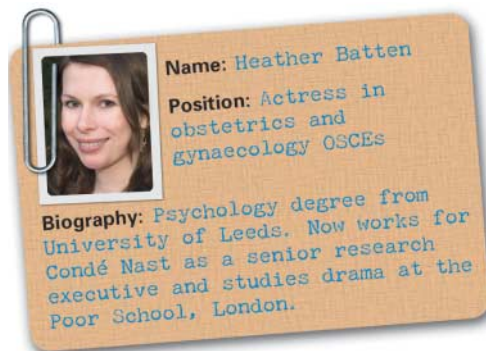 Name: Heather Batten
Position: Actress in
obstetrics and
gynaecology OSCEs
Biography: Psychology degree from
University of Leeds. Now works for
Condé Nast as a senior research
executive and studies drama at the
Poor School, London.